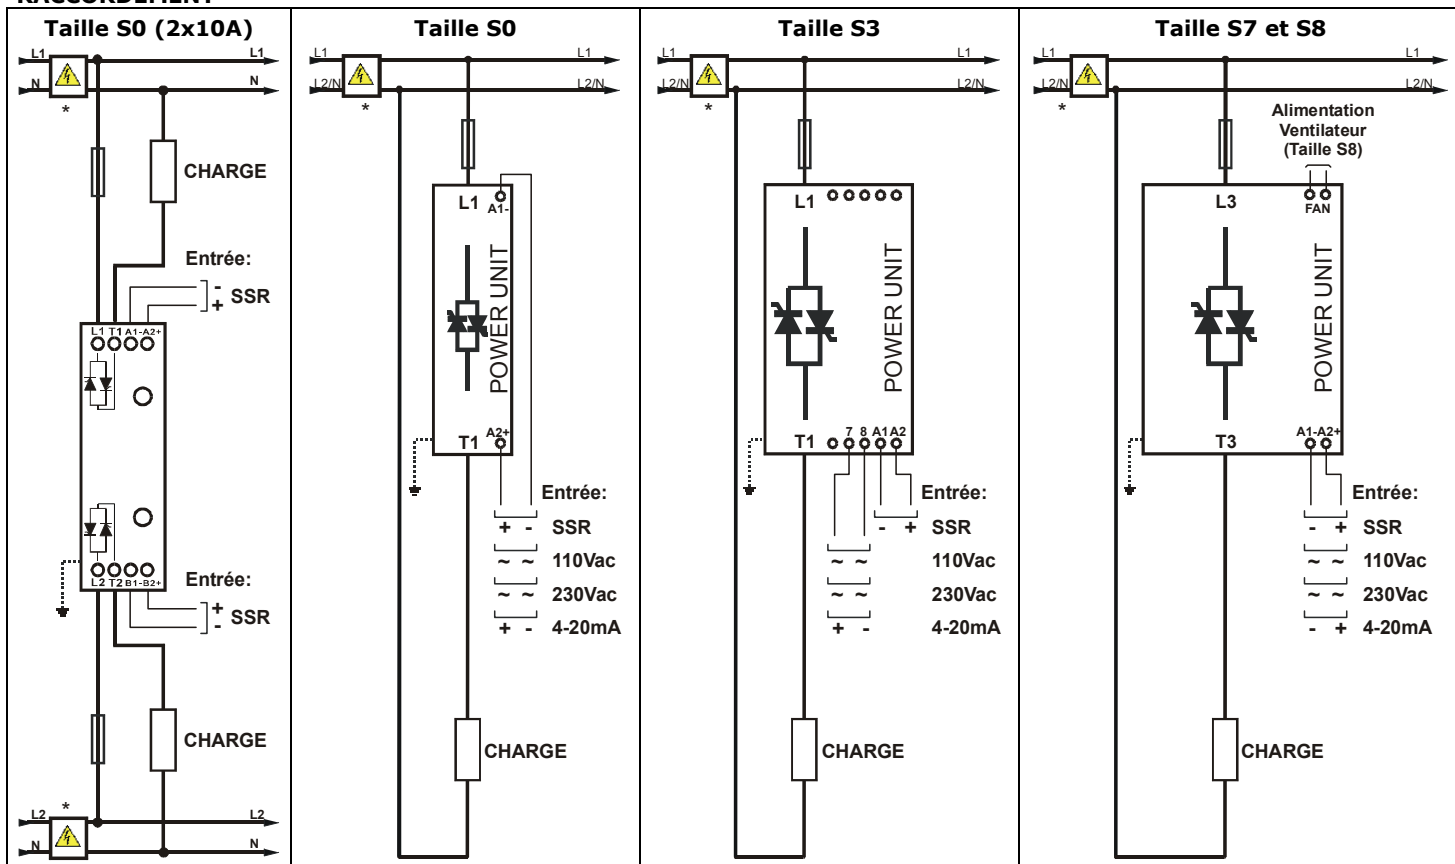 RACCORDEMENT
Taille S0 (2x10A)
L1 L1
N N
*
CHARGE
Entrée:
-
+ SSR
L1 T1 A1- A2+
L2 T2 B1- B2+
Entrée:
+ SSR
-
CHARGE
*
L2 L2
N N
Taille S0
L1 L1
L2/N L2/N
*
L1 A1-
POWER UNIT
T1 A2+
Entrée:
+ - SSR
~ ~ 110Vac
~ ~ 230Vac
+ - 4-20mA
CHARGE
Taille S3
L1 L1
L2/N L2/N
*
L1
POWER UNIT
T1 7 8 A1 A2
Entrée:
- + SSR
~ ~ 110Vac
~ ~ 230Vac
+ - 4-20mA
CHARGE
Taille S7 et S8
L1 L1
L2/N L2/N
*
Alimentation
Ventilateur
(Taille S8)
L3 FAN
POWER UNIT
T3 A1- A2+
Entrée:
- + SSR
~ ~ 110Vac
~ ~ 230Vac
- + 4-20mA
CHARGE